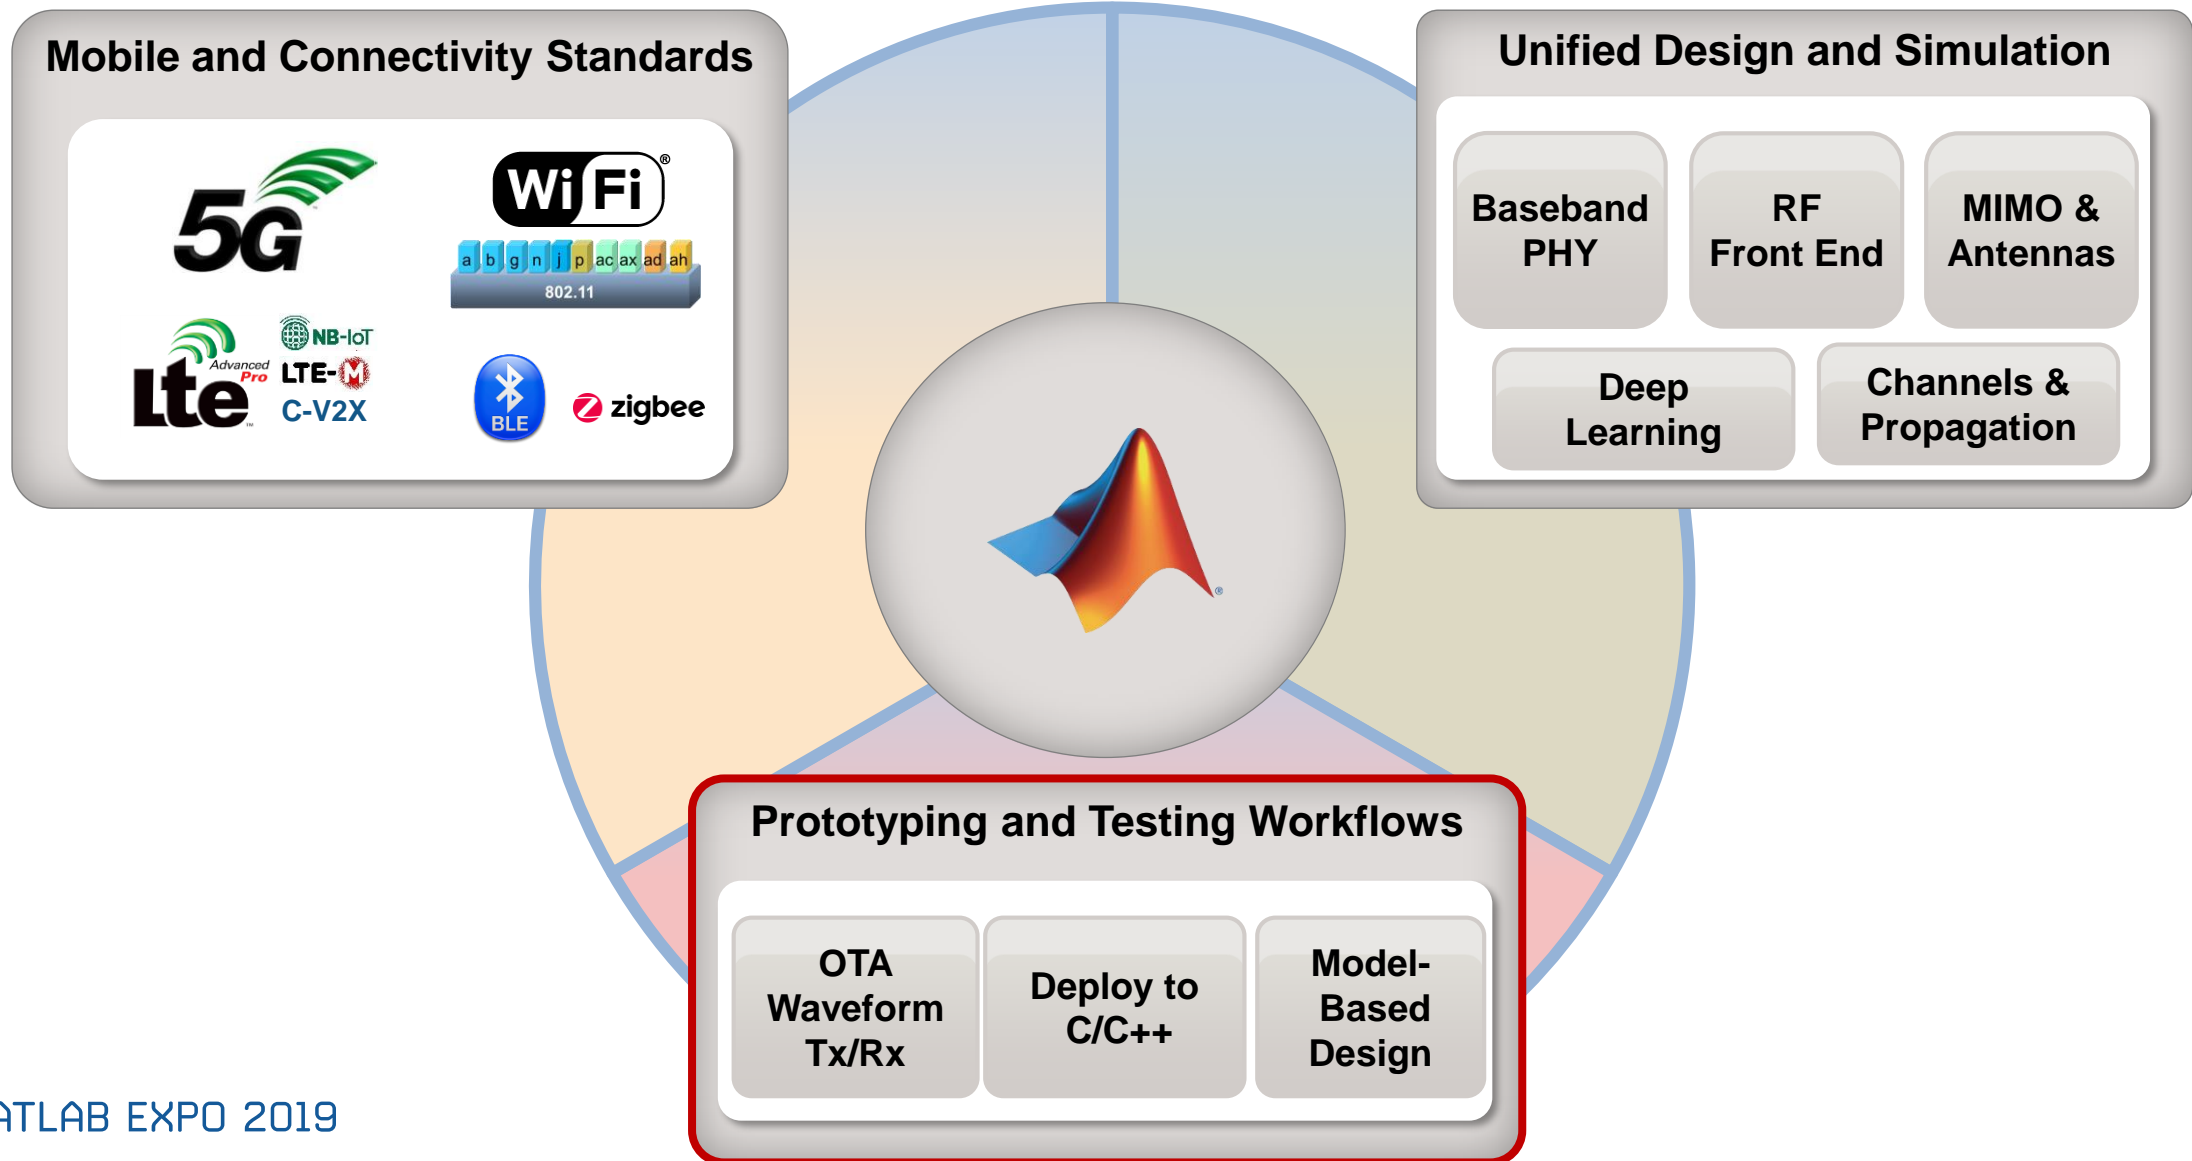 Mobile and Connectivity Standards
5G
WiFi®
a b g n j p ac ax ad ah
802.11
Lte
Advanced
Pro
™
NB-IoT
LTE-M
C-V2X
BLE
zigbee
Unified Design and Simulation
Baseband
PHY
RF
Front End
MIMO &
Antennas
Deep
Learning
Channels &
Propagation
®
Prototyping and Testing Workflows
OTA
Waveform
Tx/Rx
Deploy to
C/C++
Model-
Based
Design
ATLAB EXPO 2019